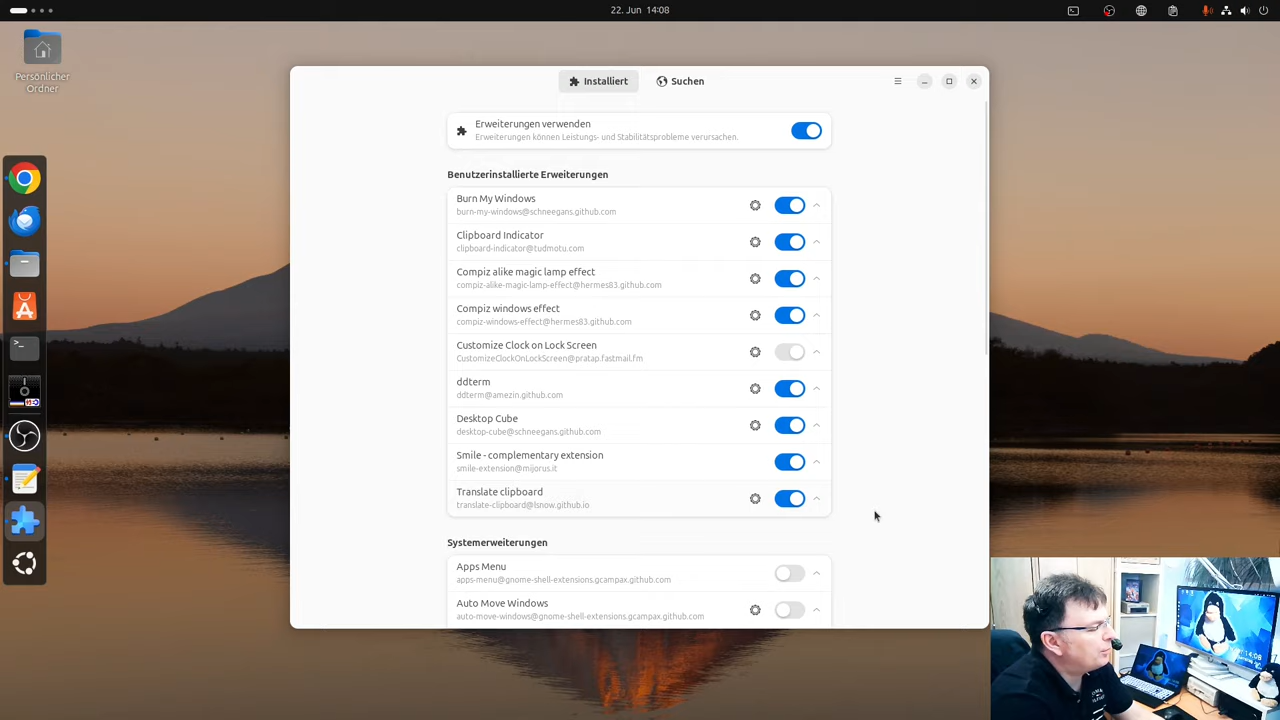 22. Jun 14:08
Persönlicher
Ordner
Installiert
Suchen
Erweiterungen verwenden
Erweiterungen können Leistungs- und Stabilitätsprobleme verursachen.
Benutzerinstallierte Erweiterungen
Burn My Windows
burn-my-windows@schneegans.github.com
Clipboard Indicator
clipboard-indicator@tudmotu.com
Compiz alike magic lamp effect
compiz-alike-magic-lamp-effect@hermes83.github.com
Compiz windows effect
compiz-windows-effect@hermes83.github.com
Customize Clock on Lock Screen
CustomizeClockOnLockScreen@pratap.fastmail.fm
ddterm
ddterm@amezin.github.com
Desktop Cube
desktop-cube@schneegans.github.com
Smile - complementary extension
smile-extension@mijorus.it
Translate clipboard
translate-clipboard@lsnow.github.io
Systemerweiterungen
Apps Menu
apps-menu@gnome-shell-extensions.gcampax.github.com
Auto Move Windows
auto-move-windows@gnome-shell-extensions.gcampax.github.com